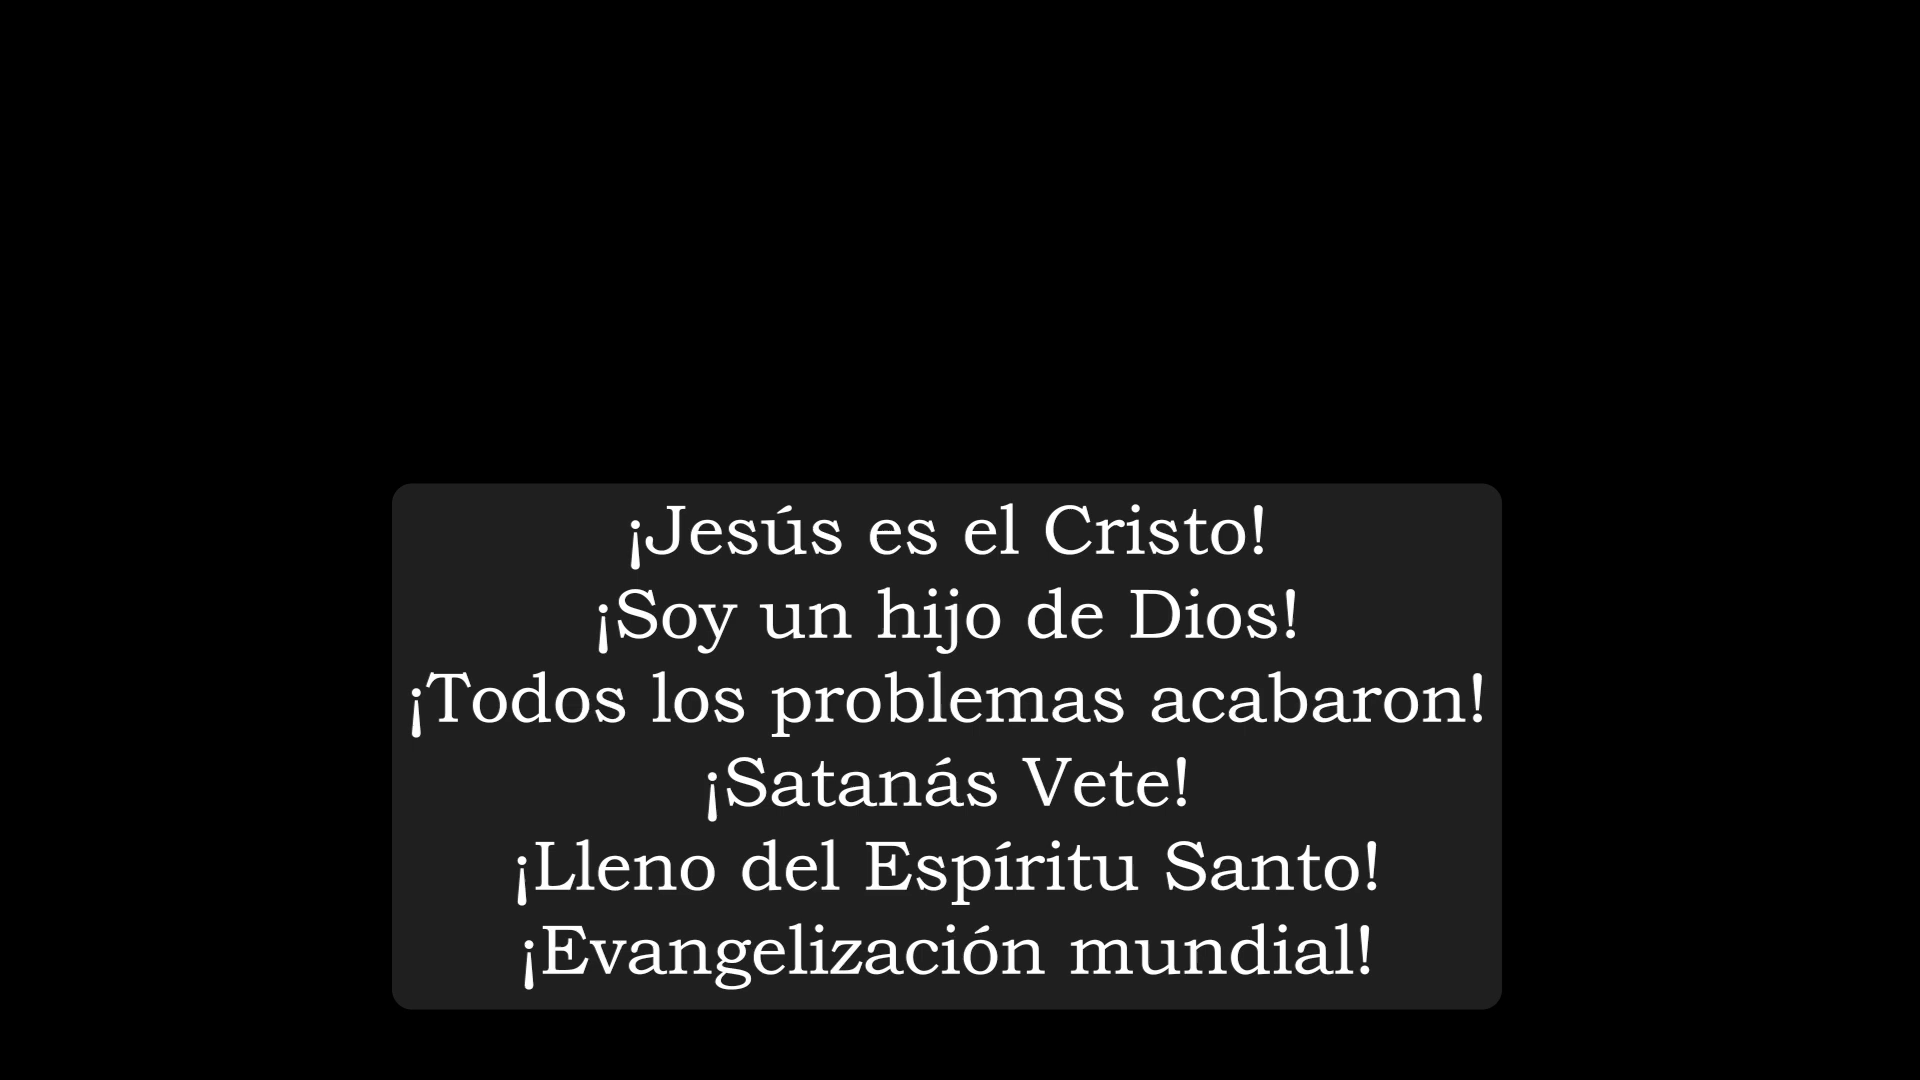 ¡Jesús es el Cristo!
¡Soy un hijo de Dios!
¡Todos los problemas acabaron!
¡Satanás Vete!
¡Lleno del Espíritu Santo!
¡Evangelización mundial!